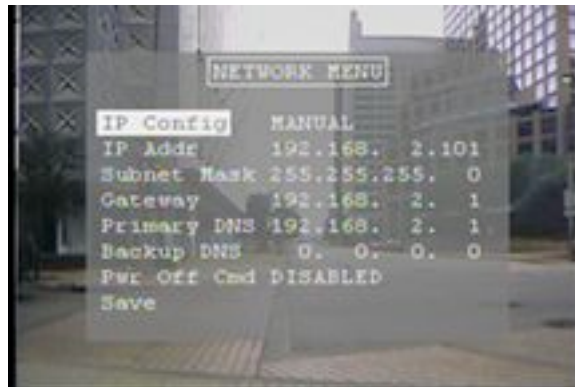 NETWORK MENU
IP Config MANUAL
IP Addr 192.168. 2.101
Subnet Mask 255.255.255. 0
Gateway 192.168. 2. 1
Primary DNS 192.168. 2. 1
Backup DNS 0. 0. 0. 0
Pwr Off Cmd DISABLED
Save